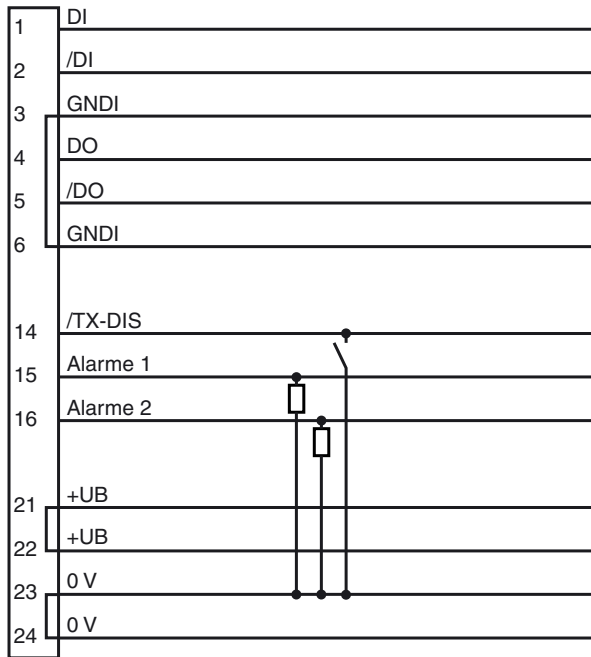 1 DI
2 /DI
3 GNDI
4 DO
5 /DO
6 GNDI
14 /TX-DIS
15 Alarme 1
16 Alarme 2
21 +UB
22 +UB
23 0 V
24 0 V